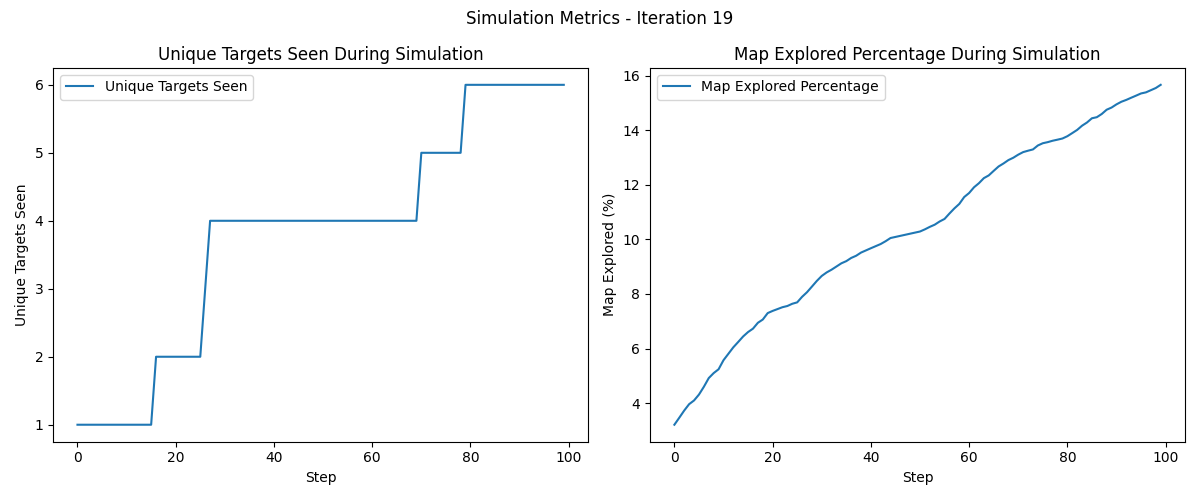 Simulation Metrics - Iteration 19
Unique Targets Seen During Simulation
Unique Targets Seen
6
5
4
3
2
1
Unique Targets Seen
0
20
40
60
80
100
Step
Map Explored Percentage During Simulation
Map Explored Percentage
16
14
12
10
8
6
4
Map Explored (%)
0
20
40
60
80
100
Step